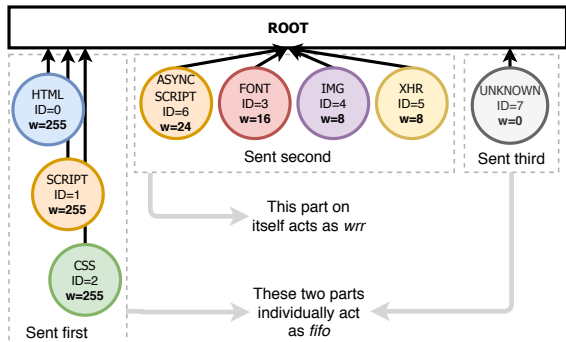 ROOT
HTML
ID=0
w=255
SCRIPT
ID=1
w=255
CSS
ID=2
w=255
Sent first
ASYNC
SCRIPT
ID=6
w=24
FONT
ID=3
w=16
IMG
ID=4
w=8
XHR
ID=5
w=8
Sent second
UNKNOWN
ID=7
w=0
Sent third
This part on
itself acts as wrr
These two parts
individually act
as fifo